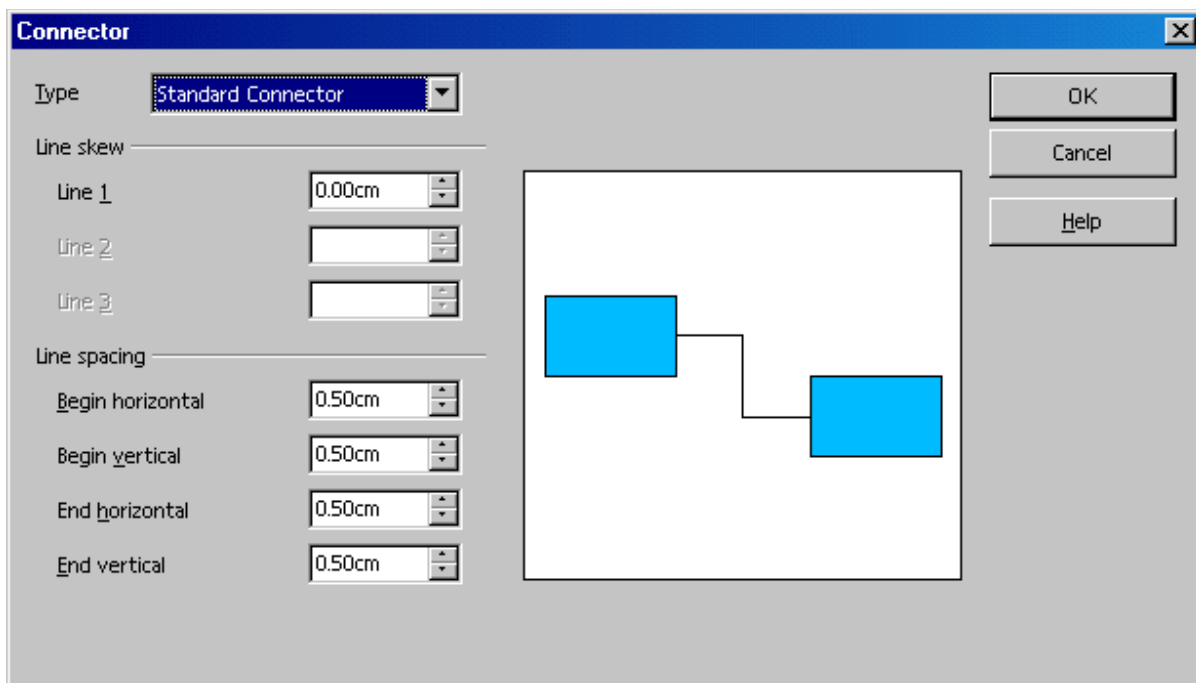 Connector
Type Standard Connector
OK
Cancel
Help
Line skew
Line 1 0.00cm
Line 2
Line 3
Line spacing
Begin horizontal 0.50cm
Begin vertical 0.50cm
End horizontal 0.50cm
End vertical 0.50cm